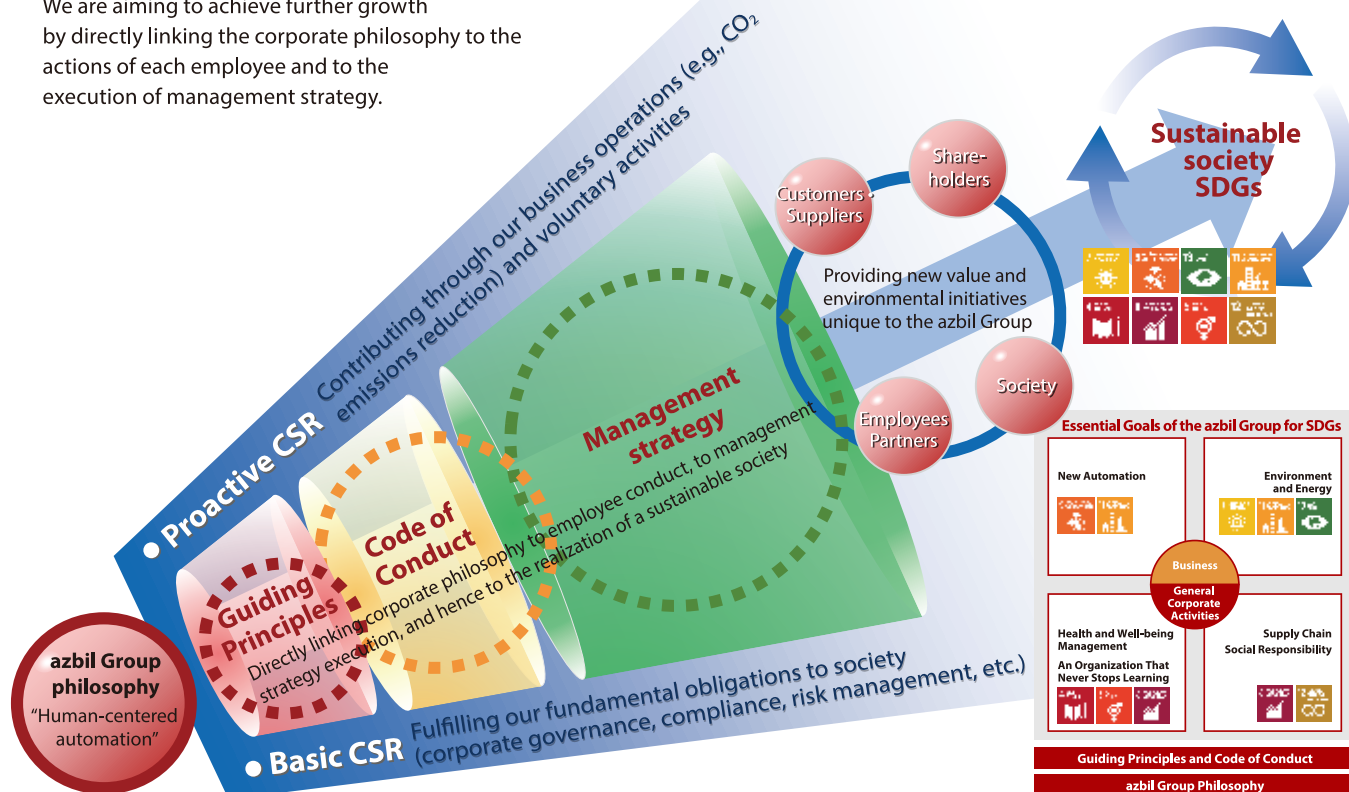 We are aiming to achieve further growth
by directly linking the corporate philosophy to the
actions of each employee and to the
execution of management strategy.
● Proactive CSR
Contributing through our business operations (e.g., CO₂
emissions reduction) and voluntary activities
Customers・
Suppliers
Share-
holders
Providing new value and
environmental initiatives
unique to the azbil Group
Society
Employees
Partners
Sustainable
society
SDGs
Management
strategy
Code of
Conduct
Guiding
Principles
Directly linking corporate philosophy to employee conduct, to management
strategy execution, and hence to the realization of a sustainable society
azbil Group
philosophy
“Human-centered
automation”
● Basic CSR
Fulfilling our fundamental obligations to society
(corporate governance, compliance, risk management, etc.)
Essential Goals of the azbil Group for SDGs
New Automation
Environment
and Energy
Business
General
Corporate
Activities
Health and Well-being
Management
An Organization That
Never Stops Learning
Supply Chain
Social Responsibility
Guiding Principles and Code of Conduct
azbil Group Philosophy